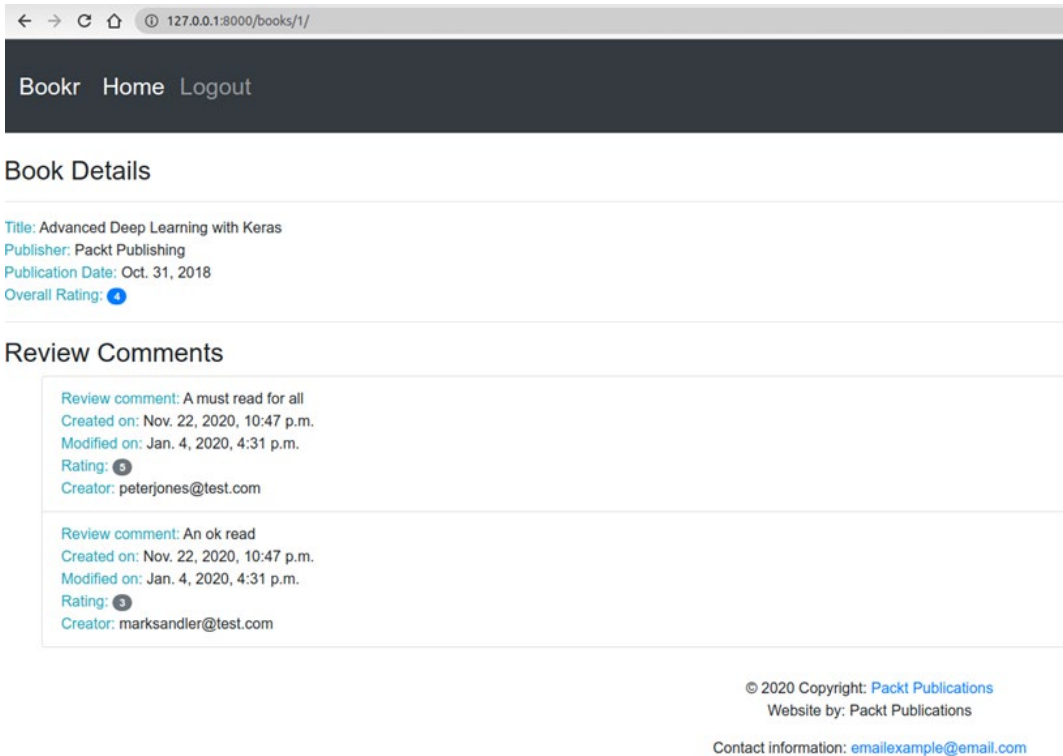 127.0.0.1:8000/books/1/
Bookr Home Logout
Book Details
Title: Advanced Deep Learning with Keras
Publisher: Packt Publishing
Publication Date: Oct. 31, 2018
Overall Rating: 4
Review Comments
Review comment: A must read for all
Created on: Nov. 22, 2020, 10:47 p.m.
Modified on: Jan. 4, 2020, 4:31 p.m.
Rating: 5
Creator: peterjones@test.com
Review comment: An ok read
Created on: Nov. 22, 2020, 10:47 p.m.
Modified on: Jan. 4, 2020, 4:31 p.m.
Rating: 3
Creator: marksandler@test.com
© 2020 Copyright: Packt Publications
Website by: Packt Publications
Contact information: emailexample@email.com